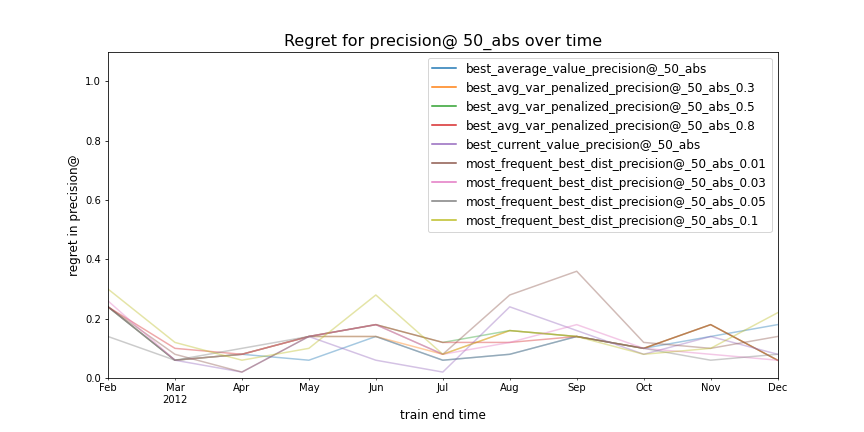 Regret for precision@ 50_abs over time
best_average_value_precision@_50_abs
best_avg_var_penalized_precision@_50_abs_0.3
best_avg_var_penalized_precision@_50_abs_0.5
best_avg_var_penalized_precision@_50_abs_0.8
best_current_value_precision@_50_abs
most_frequent_best_dist_precision@_50_abs_0.01
most_frequent_best_dist_precision@_50_abs_0.03
most_frequent_best_dist_precision@_50_abs_0.05
most_frequent_best_dist_precision@_50_abs_0.1
regret in precision@
1.0
0.8
0.6
0.4
0.2
0.0
Feb Mar Apr May Jun Jul Aug Sep Oct Nov Dec
2012
train end time